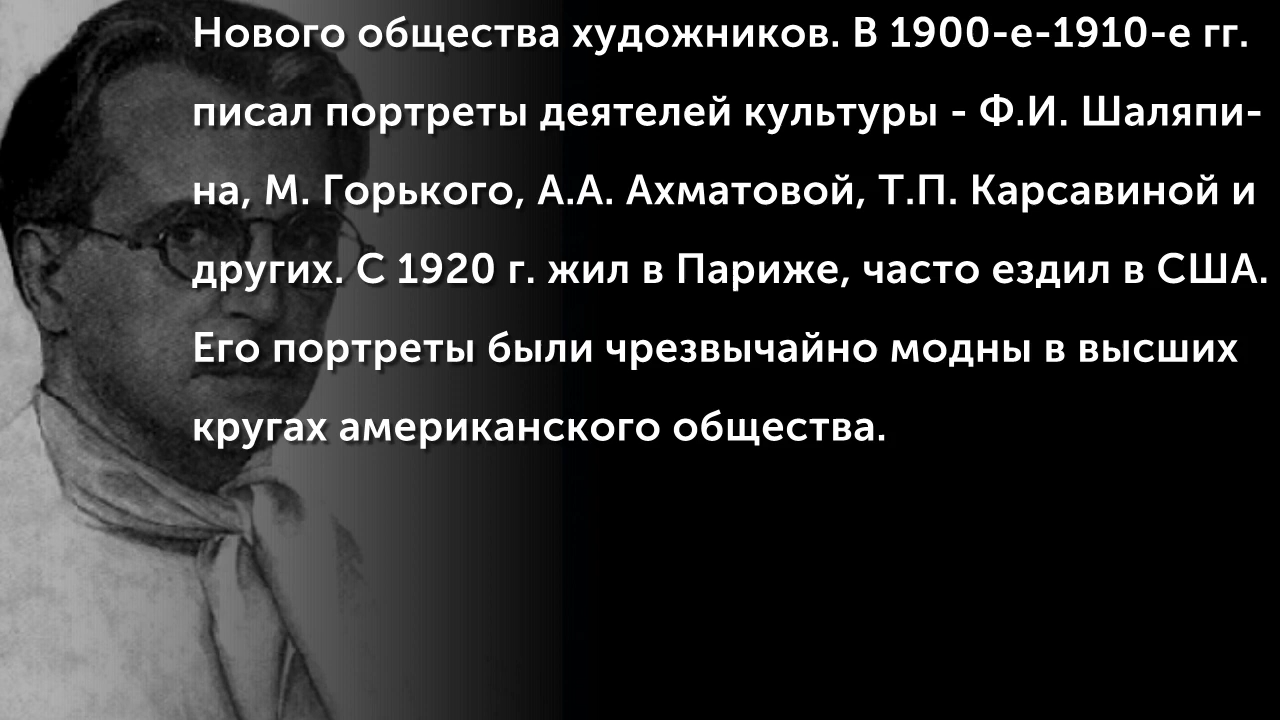 Нового общества художников. В 1900-е-1910-е гг.
писал портреты деятелей культуры - Ф.И. Шаляпи-
на, М. Горького, А.А. Ахматовой, Т.П. Карсавиной и
других. С 1920 г. жил в Париже, часто ездил в США.
Его портреты были чрезвычайно модны в высших
кругах американского общества.